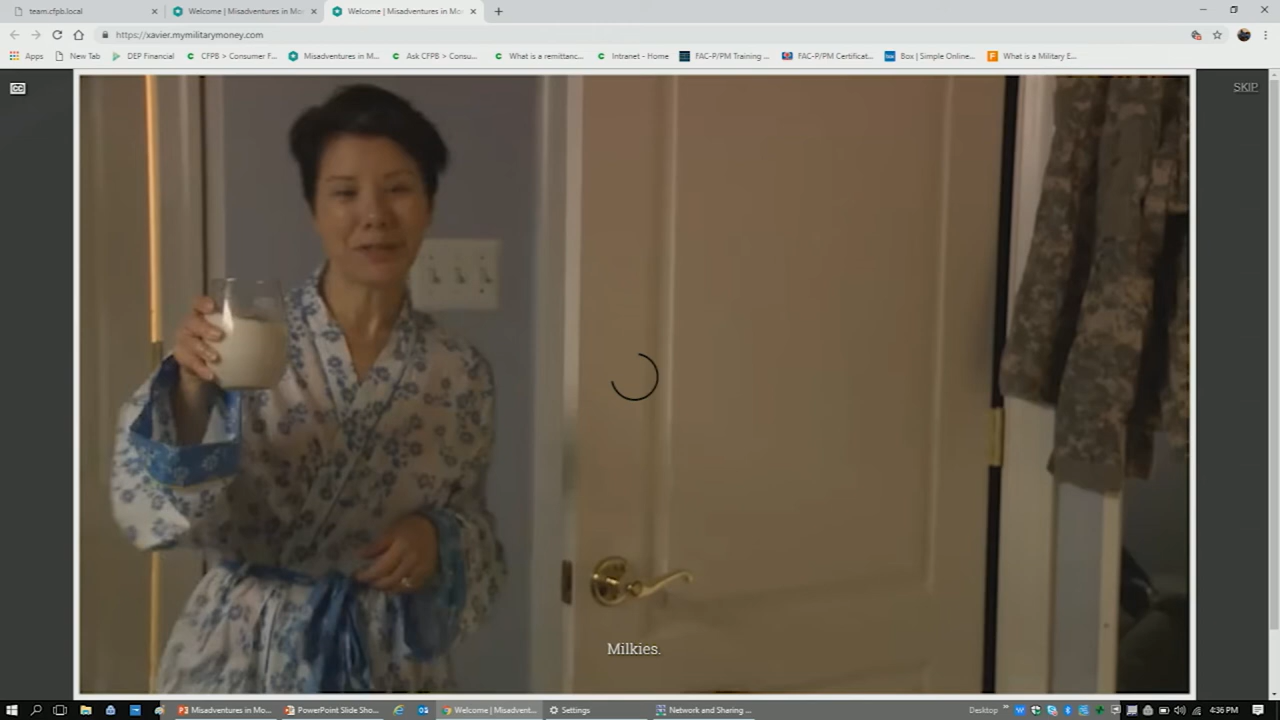 team.cfpb.local
Welcome | Misadventures in Mo
Welcome | Misadventures in Mo
https://xavier.mymilitarymoney.com
Apps
New Tab
DEP Financial
CFPB > Consumer F...
Misadventures in M...
Ask CFPB > Consu...
What is a remittanc...
Intranet - Home
FAC-P/PM Training ...
FAC-P/PM Certificat...
Box | Simple Online...
What is a Military E...
CC
SKIP
Milkies.
Misadventures in Mo...
PowerPoint Slide Sho...
Welcome | Misadvent...
Settings
Network and Sharing ...
Desktop
4:36 PM